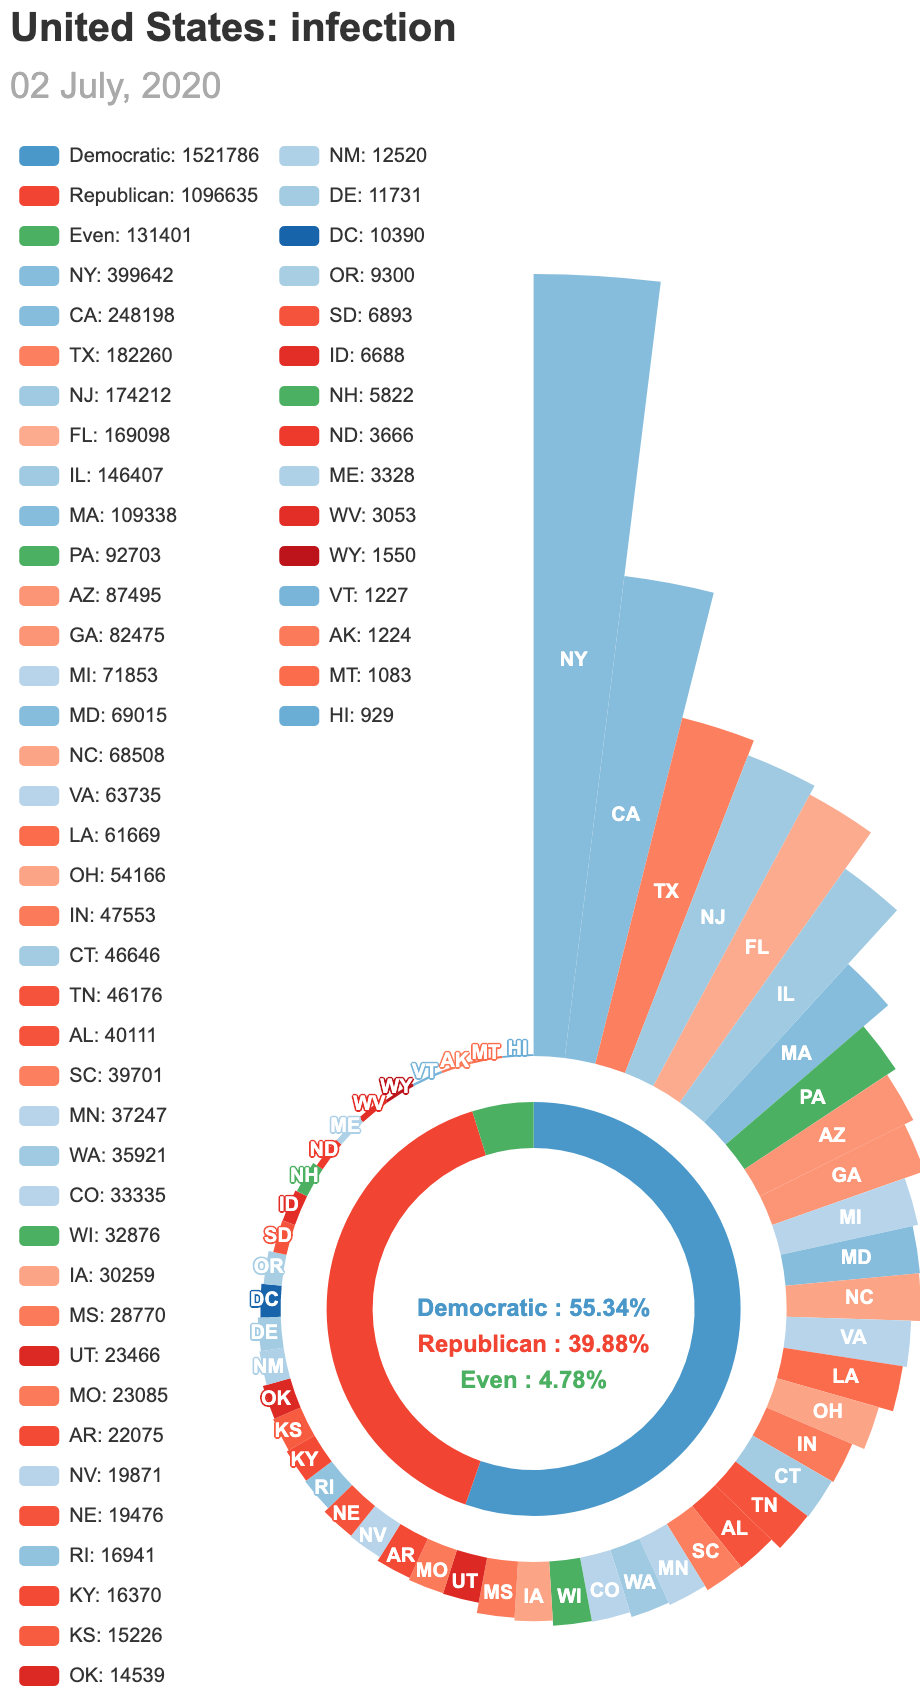 United States: infection
02 July, 2020
Democratic: 1521786
Republican: 1096635
Even: 131401
NY: 399642
CA: 248198
TX: 182260
NJ: 174212
FL: 169098
IL: 146407
MA: 109338
PA: 92703
AZ: 87495
GA: 82475
MI: 71853
MD: 69015
NC: 68508
VA: 63735
LA: 61669
OH: 54166
IN: 47553
CT: 46646
TN: 46176
AL: 40111
SC: 39701
MN: 37247
WA: 35921
CO: 33335
WI: 32876
IA: 30259
MS: 28770
UT: 23466
MO: 23085
AR: 22075
NV: 19871
NE: 19476
RI: 16941
KY: 16370
KS: 15226
OK: 14539
NM: 12520
DE: 11731
DC: 10390
OR: 9300
SD: 6893
ID: 6688
NH: 5822
ND: 3666
ME: 3328
WV: 3053
WY: 1550
VT: 1227
AK: 1224
MT: 1083
HI: 929
NY
CA
TX
NJ
FL
IL
MA
PA
AZ
GA
MI
MD
NC
VA
LA
OH
IN
CT
TN
AL
SC
MN
WA
CO
WI
IA
MS
UT
MO
AR
NV
NE
RI
KY
KS
OK
NM
DE
DC
OR
SD
ID
NH
ND
ME
WV
WY
VT
AK
MT
HI
Democratic : 55.34%
Republican : 39.88%
Even : 4.78%